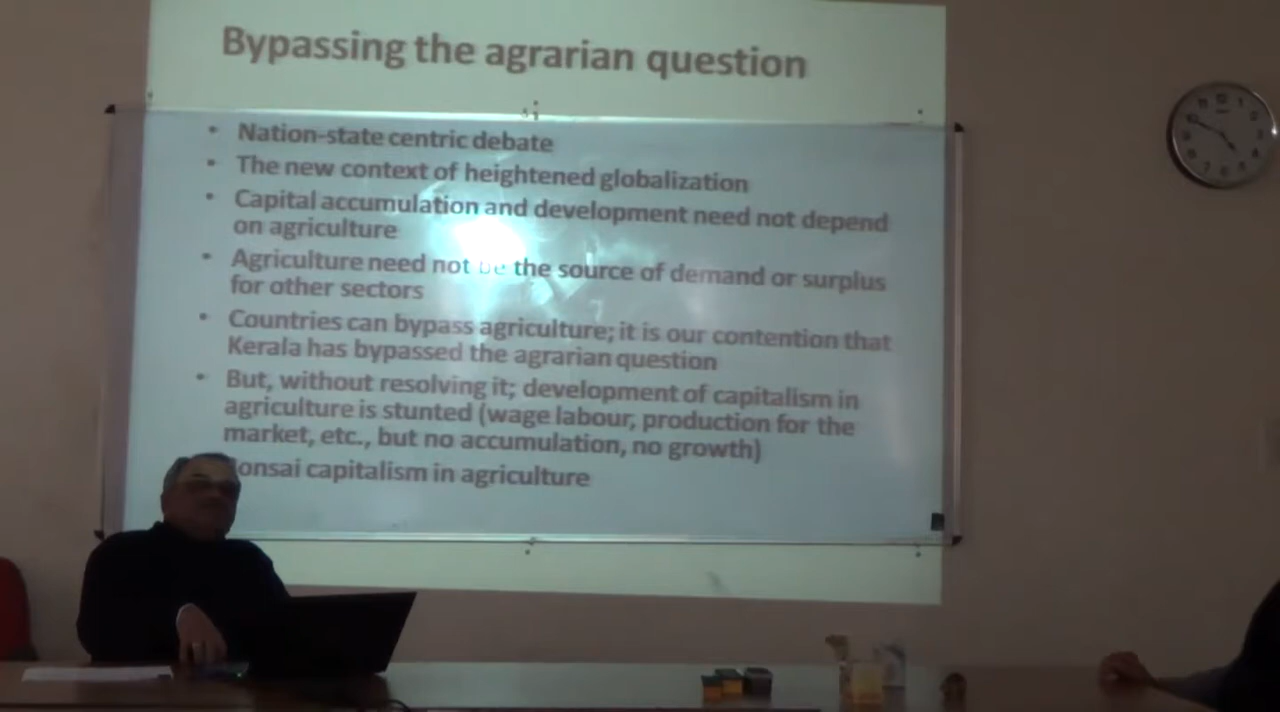 Bypassing the agrarian question
• Nation-state centric debate
• The new context of heightened globalization
• Capital accumulation and development need not depend
on agriculture
• Agriculture need not be the source of demand or surplus
for other sectors
• Countries can bypass agriculture; it is our contention that
Kerala has bypassed the agrarian question
• But, without resolving it; development of capitalism in
agriculture is stunted (wage labour, production for the
market, etc., but no accumulation, no growth)
onsai capitalism in agriculture